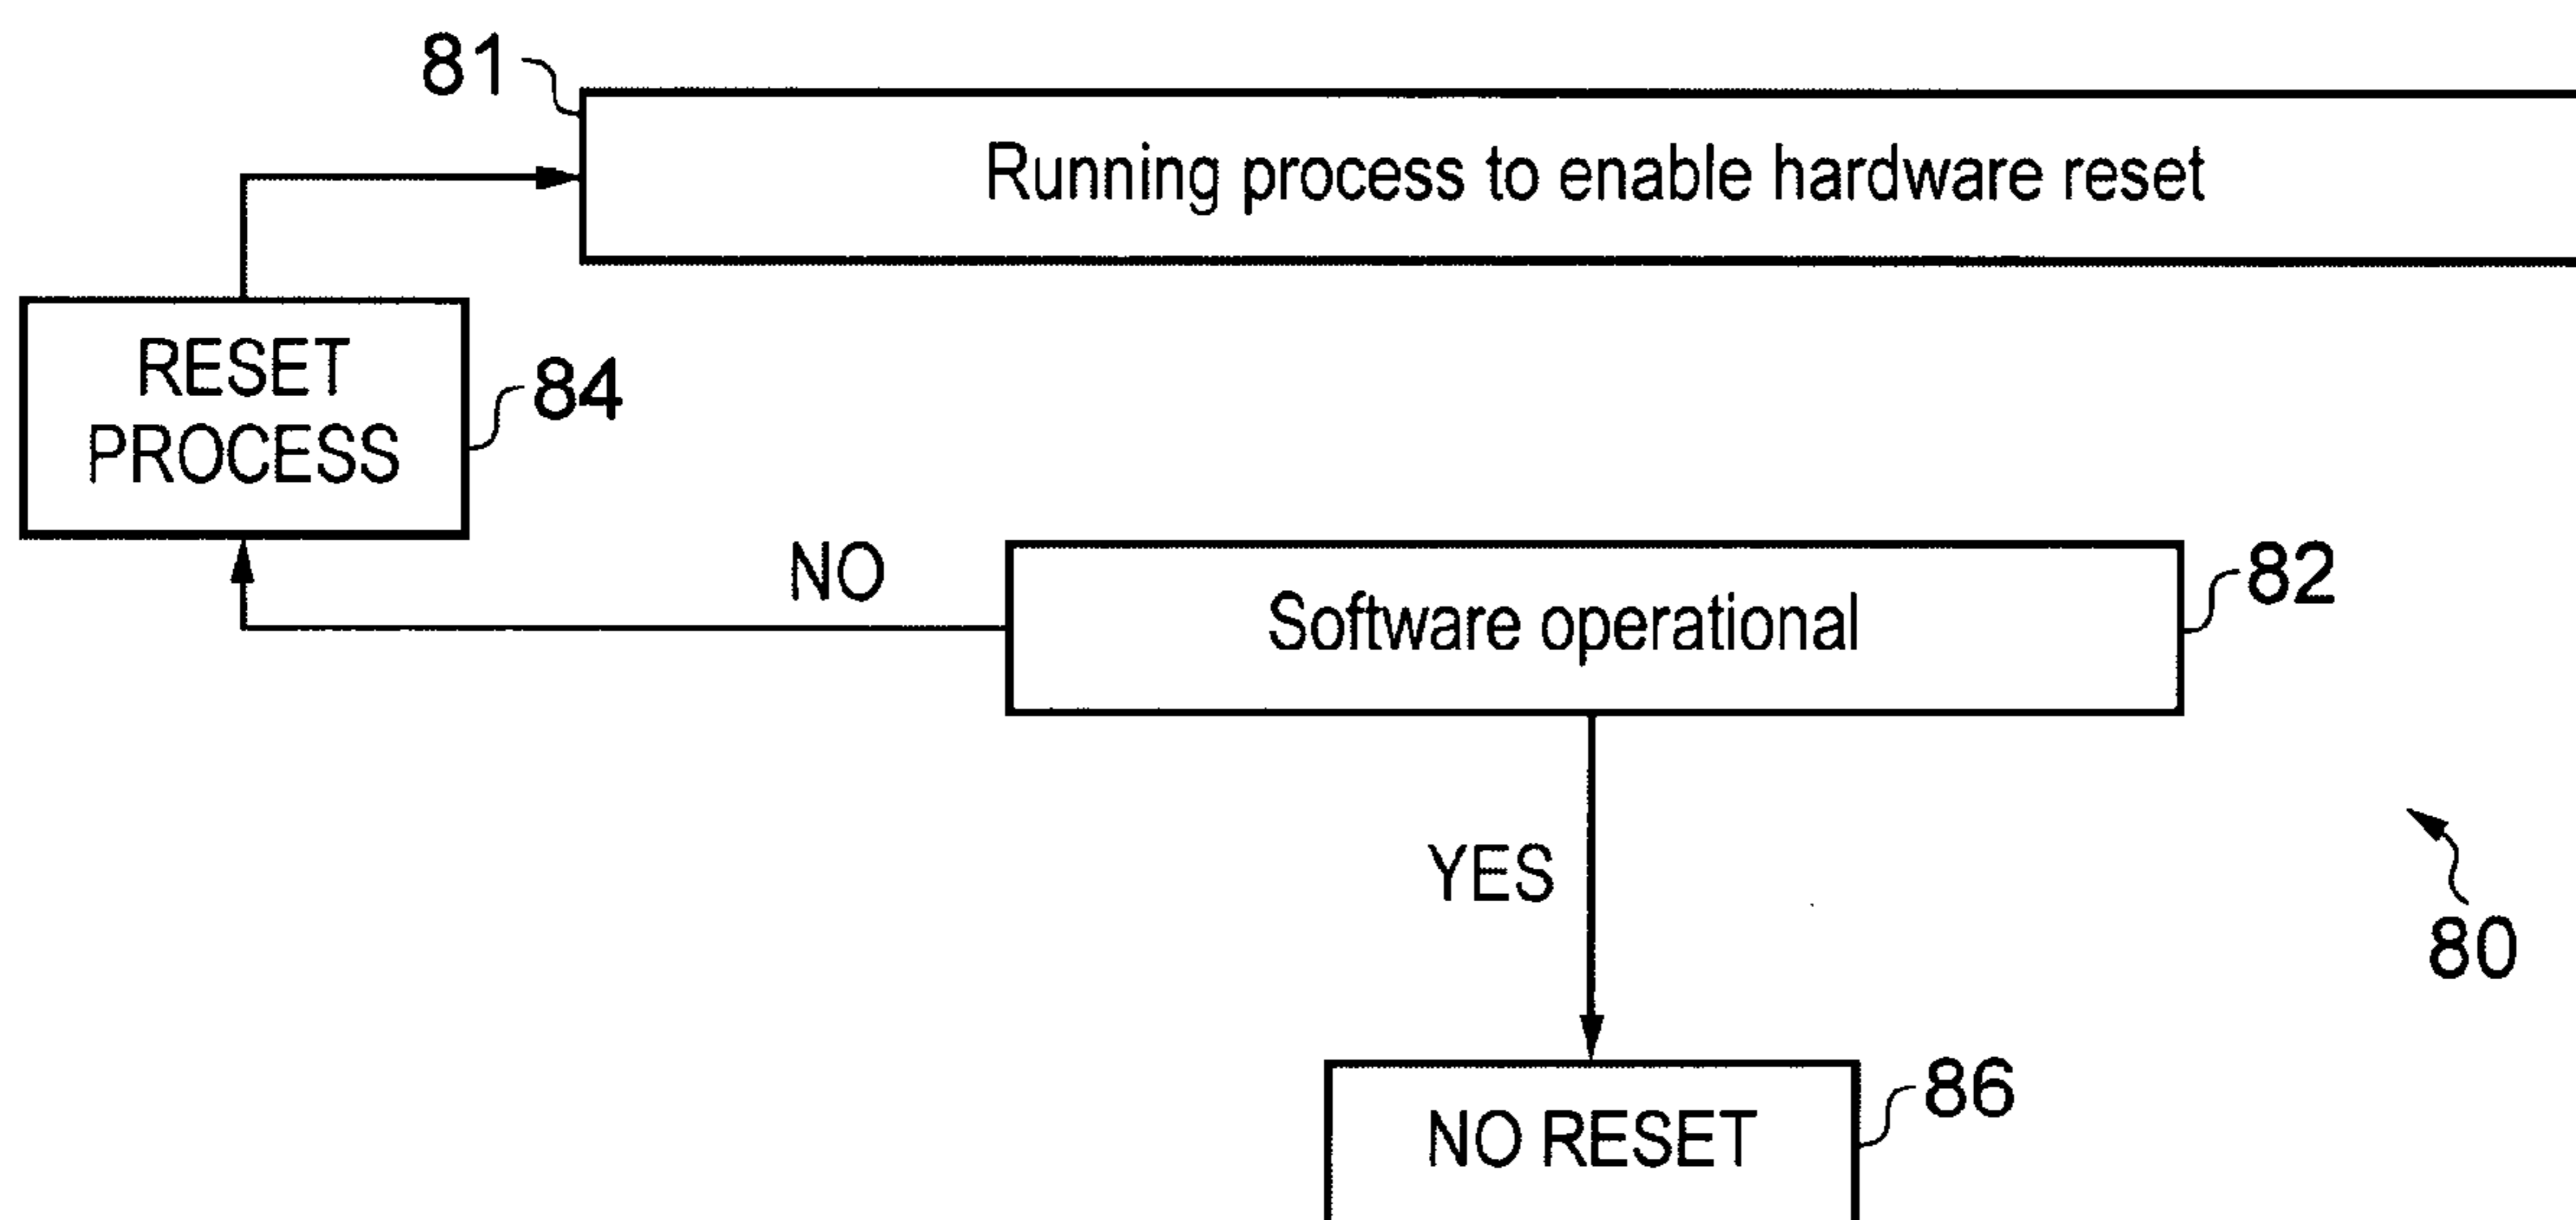 81
Running process to enable hardware reset
RESET
PROCESS
84
NO
Software operational
82
YES
80
NO RESET
86